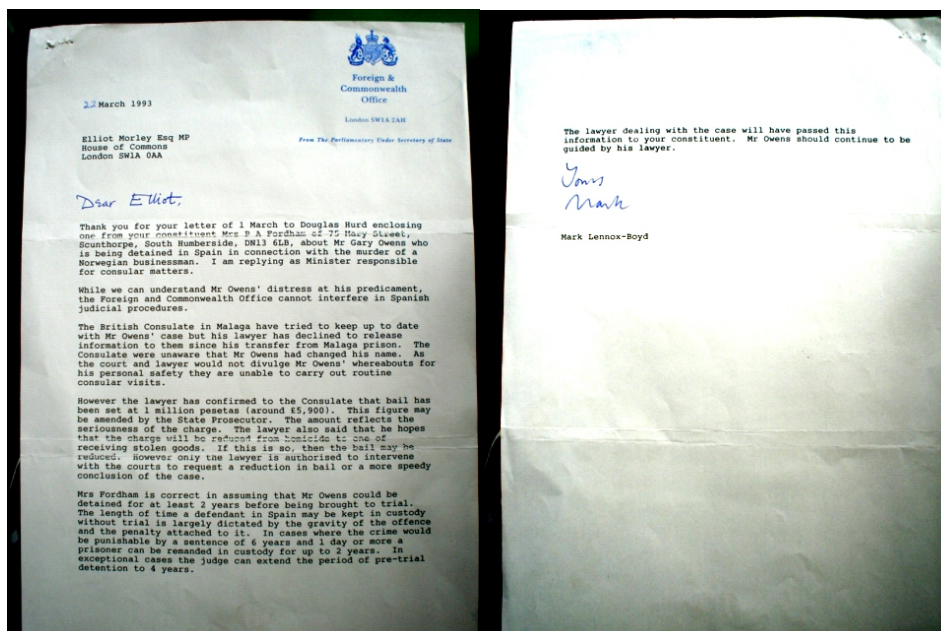 Foreign &
Commonwealth
Office
London SW1A 2AH
From The Parliamentary Under Secretary of State
22 March 1993
Elliot Morley Esq MP
House of Commons
London SW1A 0AA
Dear Elliot,
Thank you for your letter of 1 March to Douglas Hurd enclosing
one from your constituent Mrs P A Fordham of 75 Mary Street,
Scunthorpe, South Humberside, DN13 6LB, about Mr Gary Owens who
is being detained in Spain in connection with the murder of a
Norwegian businessman. I am replying as Minister responsible
for consular matters.
While we can understand Mr Owens' distress at his predicament,
the Foreign and Commonwealth Office cannot interfere in Spanish
judicial procedures.
The British Consulate in Malaga have tried to keep up to date
with Mr Owens' case but his lawyer has declined to release
information to them since his transfer from Malaga prison. The
Consulate were unaware that Mr Owens had changed his name. As
the court and lawyer would not divulge Mr Owens' whereabouts for
his personal safety they are unable to carry out routine
consular visits.
However the lawyer has confirmed to the Consulate that bail has
been set at 1 million pesetas (around £5,900). This figure may
be amended by the State Prosecutor. The amount reflects the
seriousness of the charge. The lawyer also said that he hopes
that the charge will be reduced from homicide to one of
receiving stolen goods. If this is so, then the bail may be
reduced. However only the lawyer is authorised to intervene
with the courts to request a reduction in bail or a more speedy
conclusion of the case.
Mrs Fordham is correct in assuming that Mr Owens could be
detained for at least 2 years before being brought to trial.
The length of time a defendant in Spain may be kept in custody
without trial is largely dictated by the gravity of the offence
and the penalty attached to it. In cases where the crime would
be punishable by a sentence of 6 years and 1 day or more a
prisoner can be remanded in custody for up to 2 years. In
exceptional cases the judge can extend the period of pre-trial
detention to 4 years.
The lawyer dealing with the case will have passed this
information to your constituent. Mr Owens should continue to be
guided by his lawyer.
Yours
Mark
Mark Lennox-Boyd